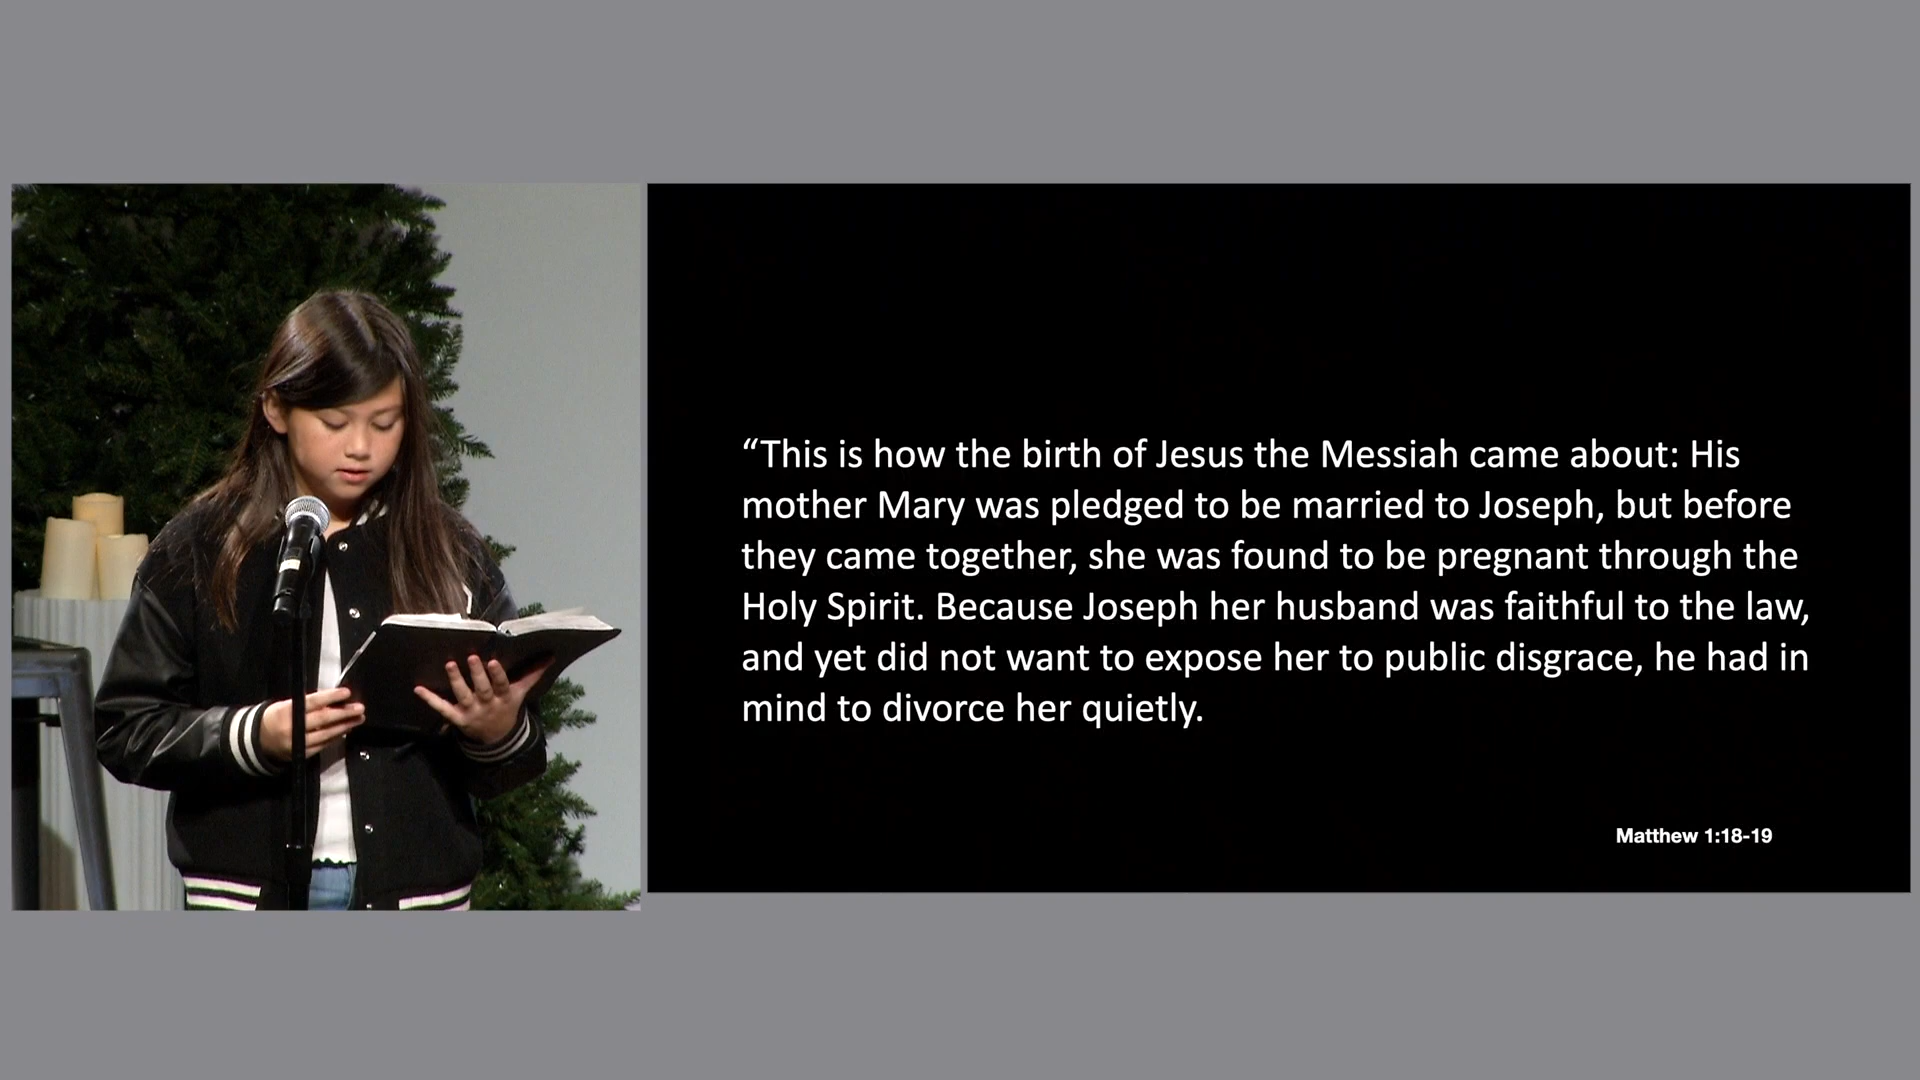 “This is how the birth of Jesus the Messiah came about: His
mother Mary was pledged to be married to Joseph, but before
they came together, she was found to be pregnant through the
Holy Spirit. Because Joseph her husband was faithful to the law,
and yet did not want to expose her to public disgrace, he had in
mind to divorce her quietly.
Matthew 1:18-19